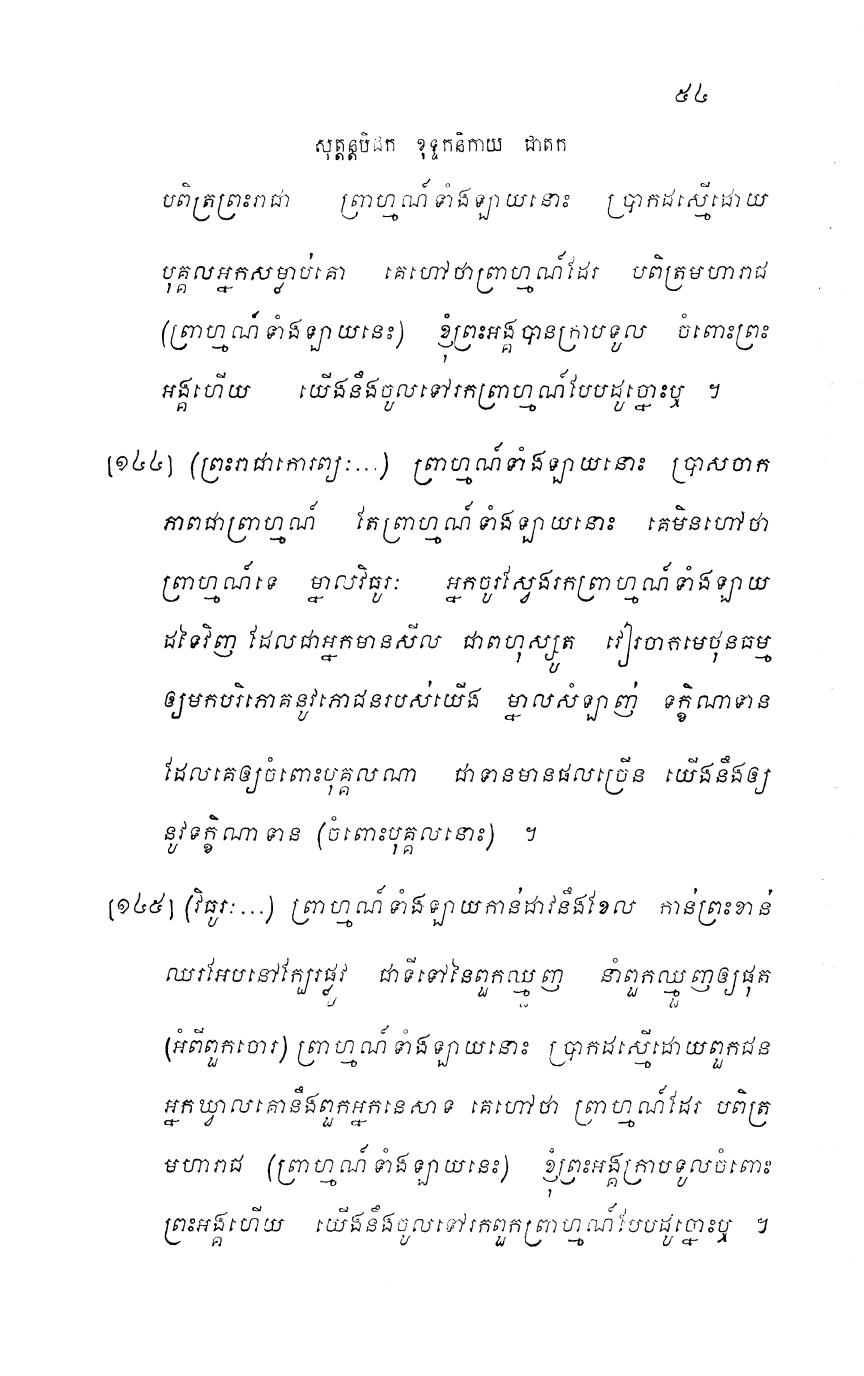 ៥៤
សុត្តន្តបិដក ខុទ្ទកនិកាយ ជាតក
បពិត្រព្រះរាជា ព្រាហ្មណ៍ទាំងឡាយនោះ ប្រាកដស្មើដោយ
បុគ្គលអ្នកសម្លាប់គោ គេហៅថាព្រាហ្មណ៍ដែរ បពិត្រមហារាជ
(ព្រាហ្មណ៍ទាំងឡាយនេះ) ខ្ញុំព្រះអង្គបានក្រាបទូល ចំពោះព្រះ
អង្គហើយ យើងនឹងចូលទៅរកព្រាហ្មណ៍បែបដូច្នោះឬ ។
[១៤៤] (ព្រះរាជាកោរព្យៈ...) ព្រាហ្មណ៍ទាំងឡាយនោះ ប្រាសចាក
ភាពជាព្រាហ្មណ៍ តែព្រាហ្មណ៍ទាំងឡាយនោះ គេមិនហៅថា
ព្រាហ្មណ៍ទេ ម្នាលវិធូរៈ អ្នកចូរស្វែងរកព្រាហ្មណ៍ទាំងឡាយ
ដទៃវិញ ដែលជាអ្នកមានសីល ជាពហុស្សូត វៀរចាកមេថុនធម្ម
ឲ្យមកបរិភោគនូវភោជនរបស់យើង ម្នាលសំឡាញ់ ទក្ខិណាទាន
ដែលគេឲ្យចំពោះបុគ្គលណា ជាទានមានផលច្រើន យើងនឹងឲ្យ
នូវទក្ខិណាទាន (ចំពោះបុគ្គលនោះ) ។
[១៤៥] (វិធូរៈ...) ព្រាហ្មណ៍ទាំងឡាយកាន់ដាវនឹងខែល កាន់ព្រះខាន់
ឈរអែបនៅក្បែរផ្លូវ ជាទីទៅនៃពួកឈ្មួញ នាំពួកឈ្មួញឲ្យផុត
(អំពីពួកចោរ) ព្រាហ្មណ៍ទាំងឡាយនោះ ប្រាកដស្មើដោយពួកជន
អ្នកឃ្វាលគោនឹងពួកអ្នកនេសាទ គេហៅថា ព្រាហ្មណ៍ដែរ បពិត្រ
មហារាជ (ព្រាហ្មណ៍ទាំងឡាយនេះ) ខ្ញុំព្រះអង្គក្រាបទូលចំពោះ
ព្រះអង្គហើយ យើងនឹងចូលទៅរកពួកព្រាហ្មណ៍បែបដូច្នោះឬ ។